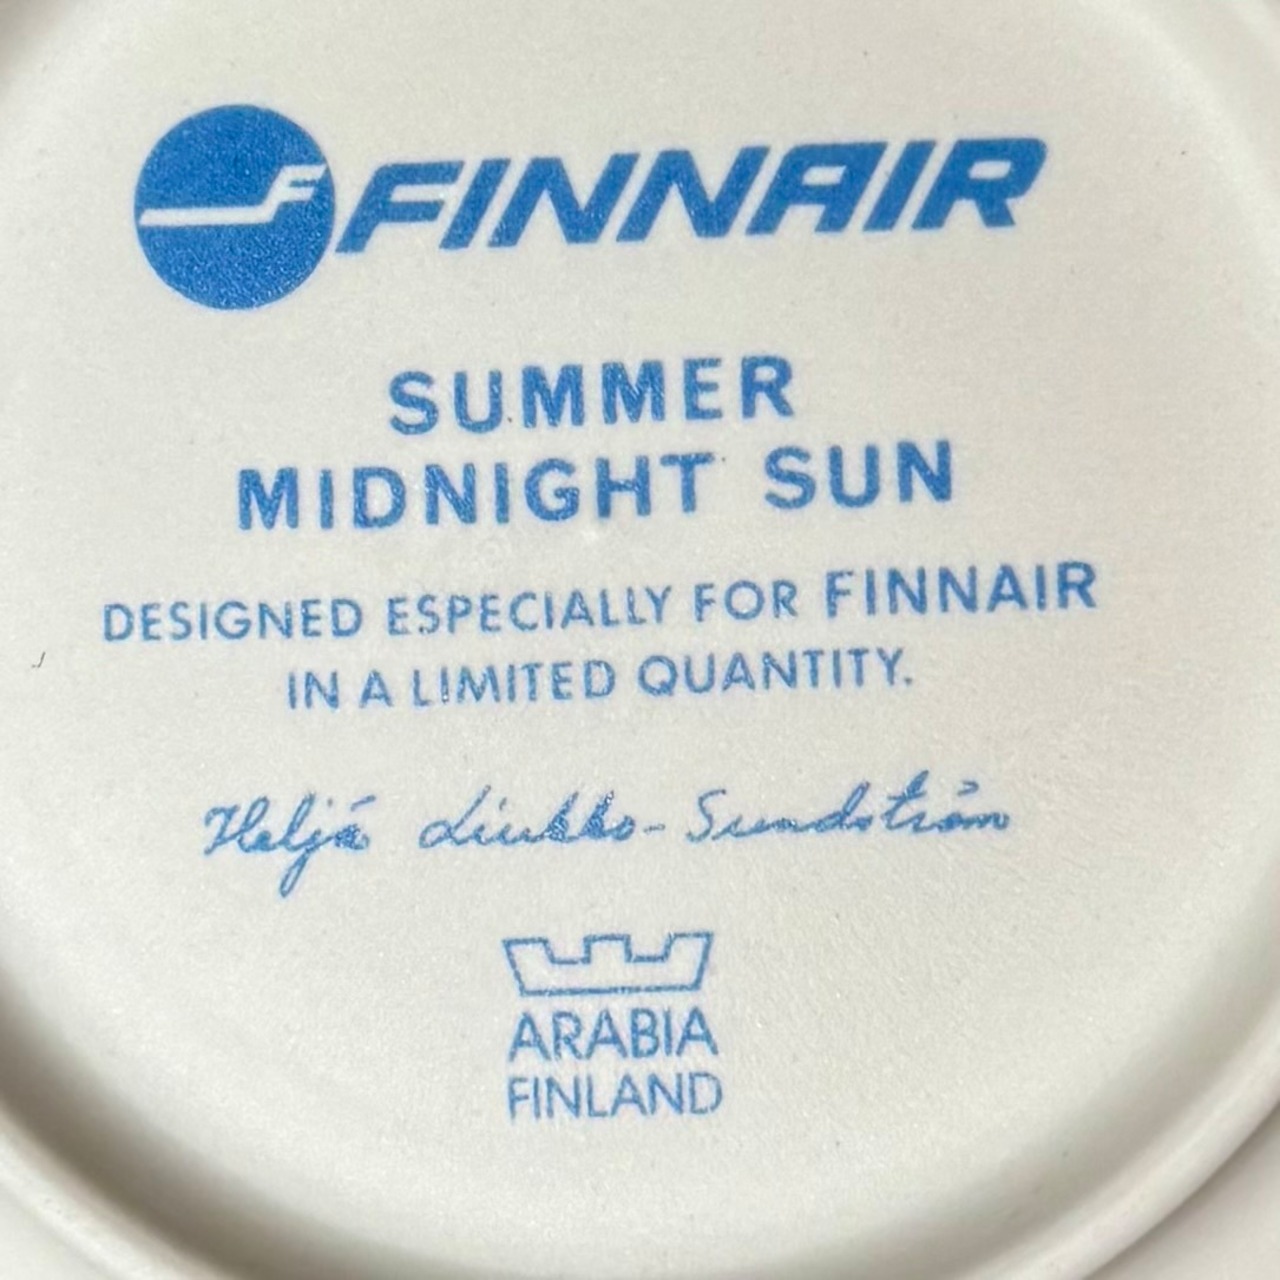 F FINNAIR
SUMMER
MIDNIGHT SUN
DESIGNED ESPECIALLY FOR FINNAIR
IN A LIMITED QUANTITY.
Heljä Liukko-Sundström
ARABIA
FINLAND